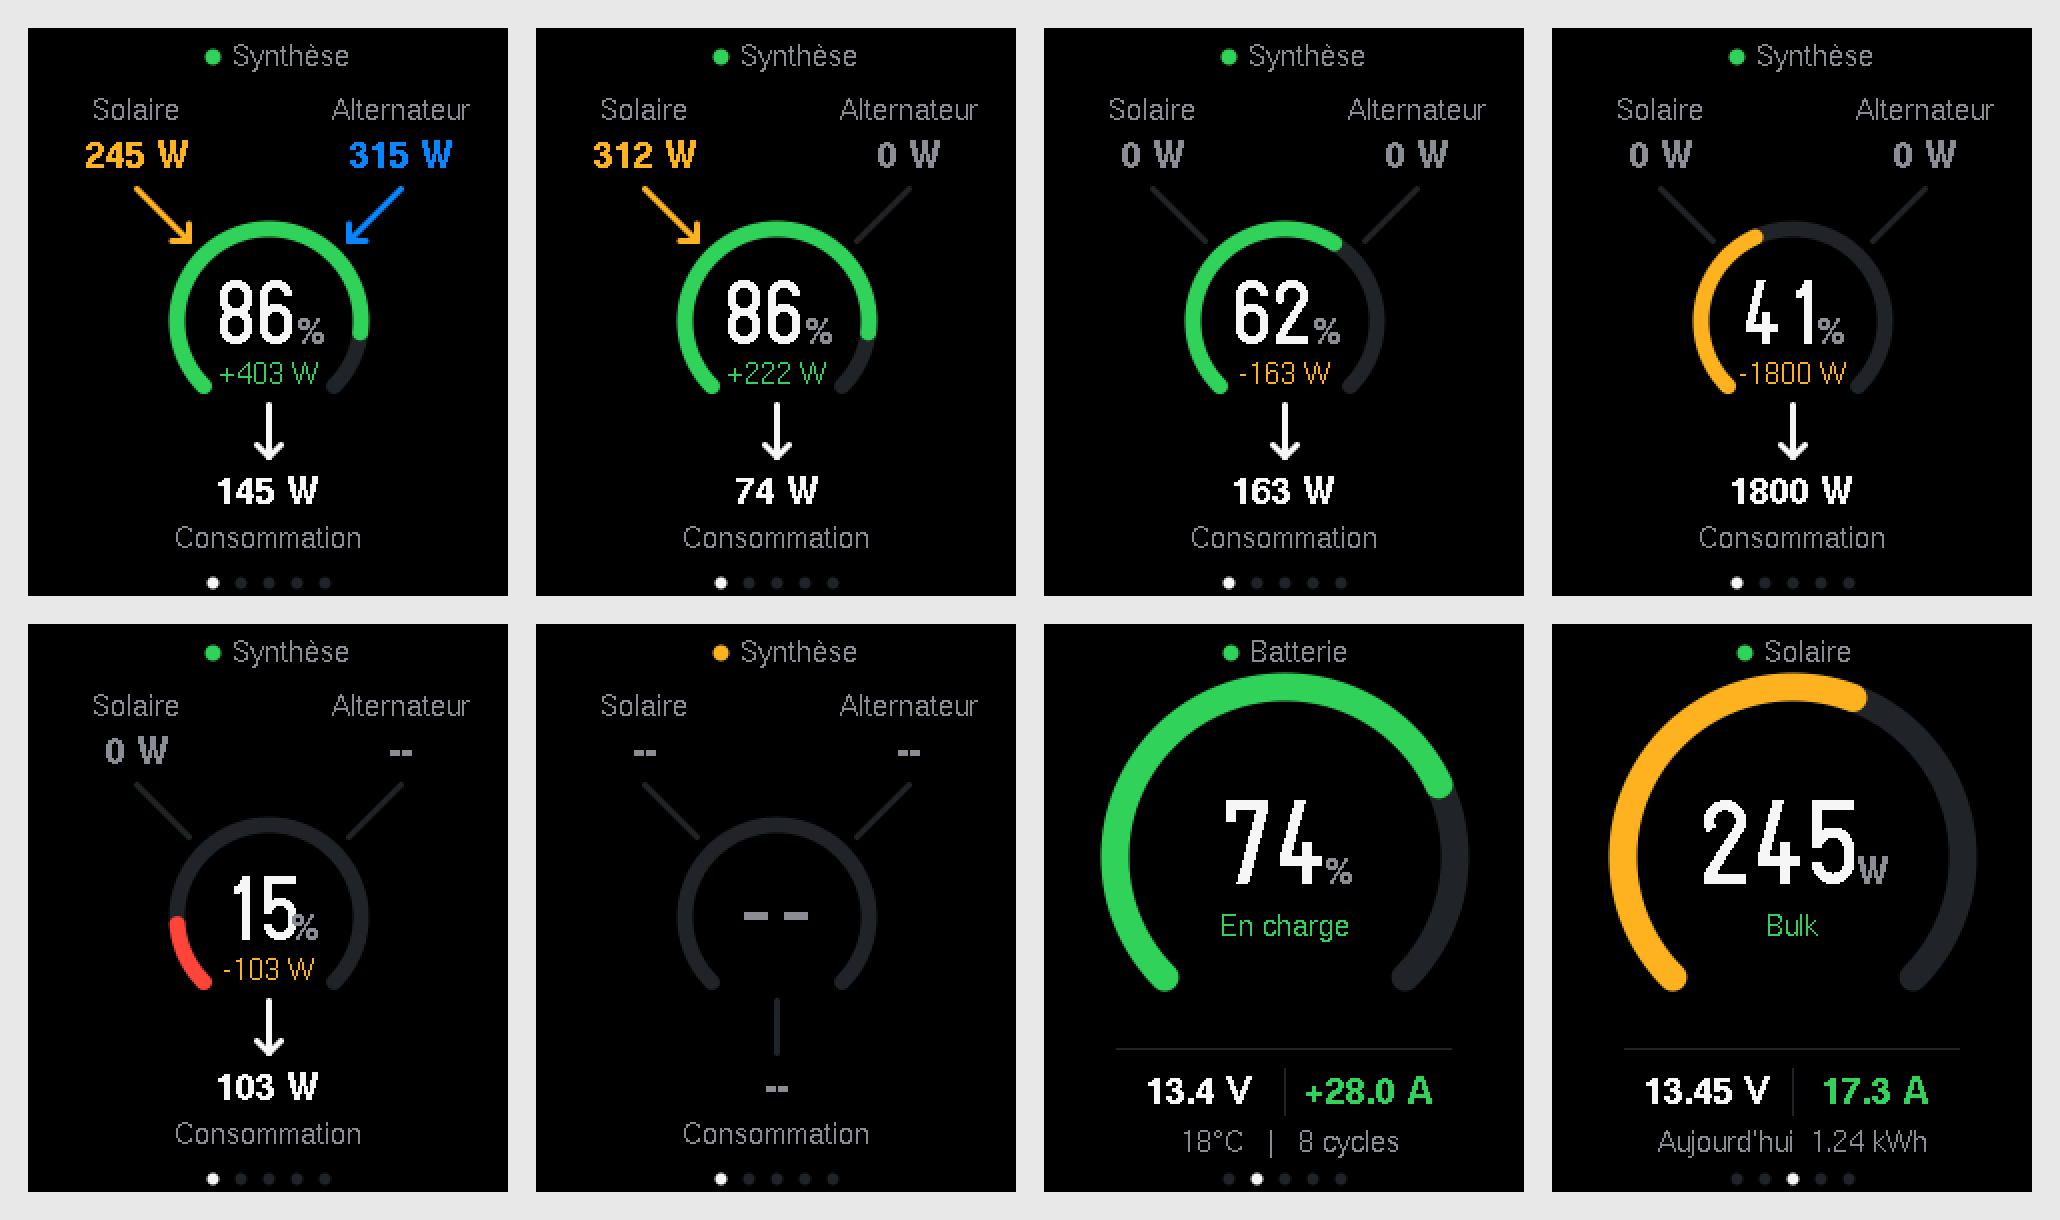 Synthèse
Solaire Alternateur
245 W 315 W
86%
+403 W
145 W
Consommation
Synthèse
Solaire Alternateur
312 W 0 W
86%
+222 W
74 W
Consommation
Synthèse
Solaire Alternateur
0 W 0 W
62%
-163 W
163 W
Consommation
Synthèse
Solaire Alternateur
0 W 0 W
41%
-1800 W
1800 W
Consommation
Synthèse
Solaire Alternateur
0 W --
15%
-103 W
103 W
Consommation
Synthèse
Solaire Alternateur
-- --
--
--
Consommation
Batterie
74%
En charge
13.4 V +28.0 A
18°C | 8 cycles
Solaire
245W
Bulk
13.45 V 17.3 A
Aujourd'hui 1.24 kWh